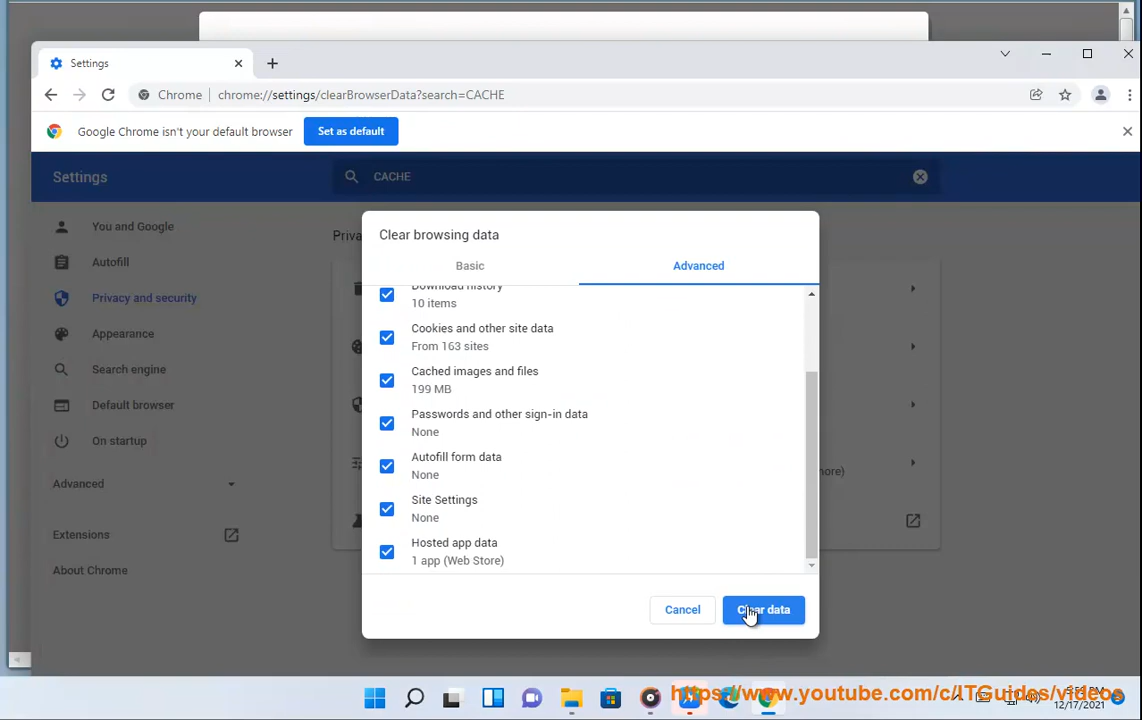 Settings
Chrome
chrome://settings/clearBrowserData?search=CACHE
Google Chrome isn't your default browser
Set as default
Settings
CACHE
You and Google
Autofill
Privacy and security
Appearance
Search engine
Default browser
On startup
Advanced
Extensions
About Chrome
Clear browsing data
Basic
Advanced
Download history
10 items
Cookies and other site data
From 163 sites
Cached images and files
199 MB
Passwords and other sign-in data
None
Autofill form data
None
Site Settings
None
Hosted app data
1 app (Web Store)
Cancel
Clear data
https://www.youtube.com/c/ITGuides/videos
12/17/2021